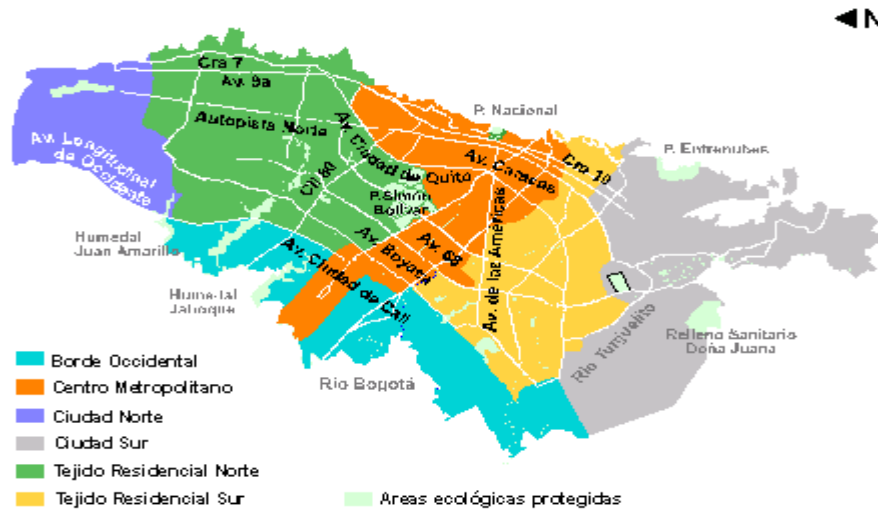 N
Cra 7
Av. 9a
P. Nacional
Autopista Norte
Av. Ciudad de Quito
Av. Caracas
Cra. 10
P. Entrenubes
Av. Longitudinal
de Occidente
Cll 80
P.Simón
Bolívar
Humedal
Juan Amarillo
Av. Boyacá
Av. 68
Av. de las Américas
Av. Ciudad de Cali
Humedal
Jaboque
Río Tunjuelito
Relleno Sanitario
Doña Juana
Río Bogotá
Borde Occidental
Centro Metropolitano
Ciudad Norte
Ciudad Sur
Tejido Residencial Norte
Tejido Residencial Sur
Areas ecológicas protegidas